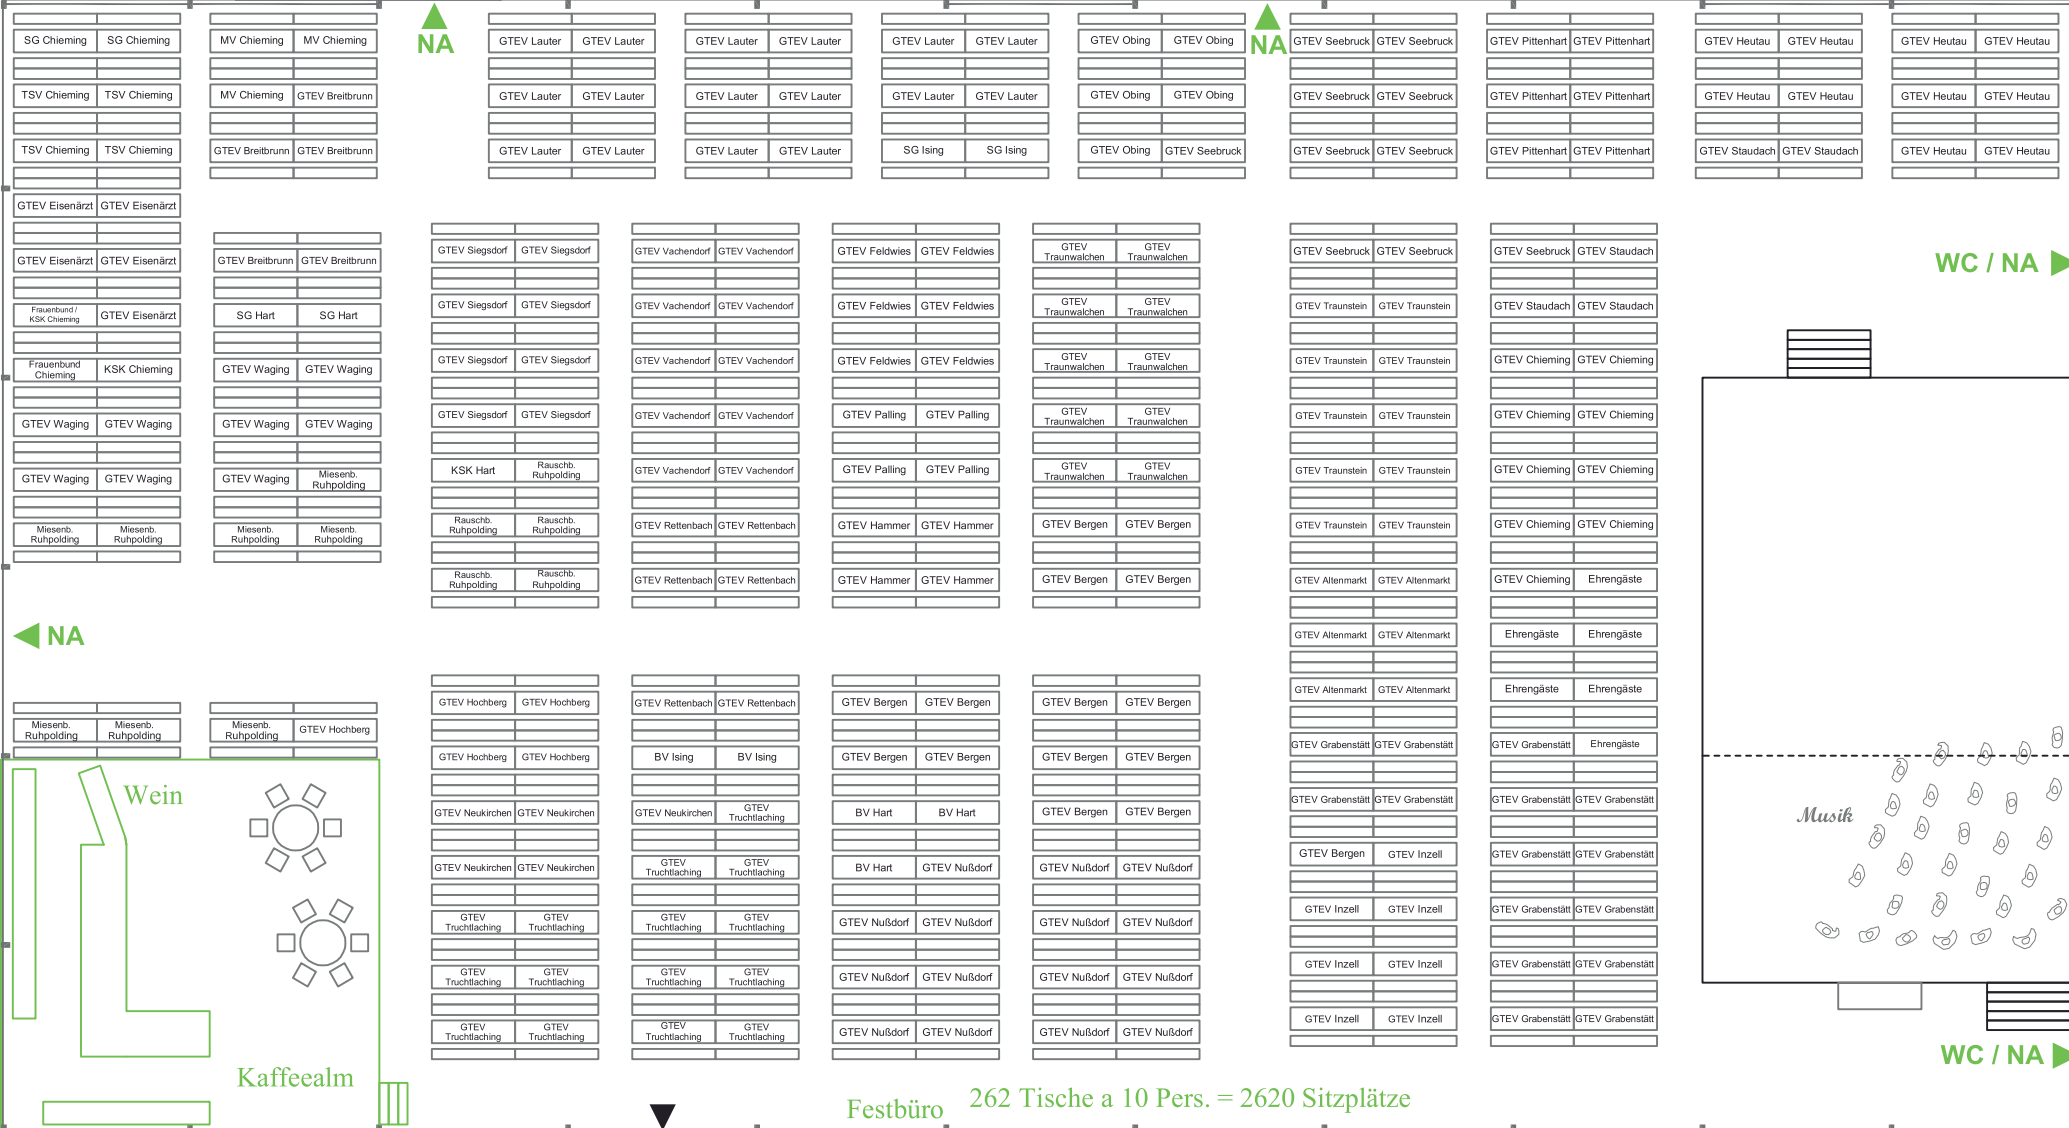 NA
NA
SG Chieming SG Chieming MV Chieming MV Chieming GTEV Lauter GTEV Lauter GTEV Lauter GTEV Lauter GTEV Lauter GTEV Lauter GTEV Obing GTEV Obing GTEV Seebruck GTEV Seebruck GTEV Pittenhart GTEV Pittenhart GTEV Heutau GTEV Heutau GTEV Heutau GTEV Heutau
TSV Chieming TSV Chieming MV Chieming GTEV Breitbrunn GTEV Lauter GTEV Lauter GTEV Lauter GTEV Lauter GTEV Lauter GTEV Lauter GTEV Obing GTEV Obing GTEV Seebruck GTEV Seebruck GTEV Pittenhart GTEV Pittenhart GTEV Heutau GTEV Heutau GTEV Heutau GTEV Heutau
TSV Chieming TSV Chieming GTEV Breitbrunn GTEV Breitbrunn GTEV Lauter GTEV Lauter GTEV Lauter GTEV Lauter SG Ising SG Ising GTEV Obing GTEV Seebruck GTEV Seebruck GTEV Seebruck GTEV Pittenhart GTEV Pittenhart GTEV Staudach GTEV Staudach GTEV Heutau GTEV Heutau
GTEV Eisenärzt GTEV Eisenärzt
GTEV Eisenärzt GTEV Eisenärzt GTEV Breitbrunn GTEV Breitbrunn
Frauenbund /
KSK Chieming GTEV Eisenärzt SG Hart SG Hart
Frauenbund
Chieming KSK Chieming GTEV Waging GTEV Waging
GTEV Waging GTEV Waging GTEV Waging GTEV Waging
GTEV Waging GTEV Waging GTEV Waging Miesenb.
Ruhpolding
Miesenb. Miesenb. Miesenb. Miesenb.
Ruhpolding Ruhpolding Ruhpolding Ruhpolding
GTEV Siegsdorf GTEV Siegsdorf GTEV Vachendorf GTEV Vachendorf GTEV Feldwies GTEV Feldwies GTEV GTEV
Traunwalchen Traunwalchen
GTEV Siegsdorf GTEV Siegsdorf GTEV Vachendorf GTEV Vachendorf GTEV Feldwies GTEV Feldwies GTEV GTEV
Traunwalchen Traunwalchen
GTEV Siegsdorf GTEV Siegsdorf GTEV Vachendorf GTEV Vachendorf GTEV Feldwies GTEV Feldwies GTEV GTEV
Traunwalchen Traunwalchen
GTEV Siegsdorf GTEV Siegsdorf GTEV Vachendorf GTEV Vachendorf GTEV Palling GTEV Palling GTEV GTEV
Traunwalchen Traunwalchen
KSK Hart Rauschb. GTEV Vachendorf GTEV Vachendorf GTEV Palling GTEV Palling GTEV GTEV
Ruhpolding Traunwalchen Traunwalchen
Rauschb. Rauschb. GTEV Rettenbach GTEV Rettenbach GTEV Hammer GTEV Hammer GTEV Bergen GTEV Bergen
Ruhpolding Ruhpolding
Rauschb. Rauschb. GTEV Rettenbach GTEV Rettenbach GTEV Hammer GTEV Hammer GTEV Bergen GTEV Bergen
Ruhpolding Ruhpolding
GTEV Seebruck GTEV Seebruck GTEV Seebruck GTEV Staudach
GTEV Traunstein GTEV Traunstein GTEV Staudach GTEV Staudach
GTEV Traunstein GTEV Traunstein GTEV Chieming GTEV Chieming
GTEV Traunstein GTEV Traunstein GTEV Chieming GTEV Chieming
GTEV Traunstein GTEV Traunstein GTEV Chieming GTEV Chieming
GTEV Traunstein GTEV Traunstein GTEV Chieming GTEV Chieming
GTEV Altenmarkt GTEV Altenmarkt GTEV Chieming Ehrengäste
GTEV Altenmarkt GTEV Altenmarkt Ehrengäste Ehrengäste
GTEV Altenmarkt GTEV Altenmarkt Ehrengäste Ehrengäste
GTEV Grabenstätt GTEV Grabenstätt GTEV Grabenstätt Ehrengäste
GTEV Grabenstätt GTEV Grabenstätt GTEV Grabenstätt GTEV Grabenstätt
GTEV Bergen GTEV Inzell GTEV Grabenstätt GTEV Grabenstätt
GTEV Inzell GTEV Inzell GTEV Grabenstätt GTEV Grabenstätt
GTEV Inzell GTEV Inzell GTEV Grabenstätt GTEV Grabenstätt
GTEV Inzell GTEV Inzell GTEV Grabenstätt GTEV Grabenstätt
WC / NA
NA
Miesenb. Miesenb. Miesenb. GTEV Hochberg
Ruhpolding Ruhpolding Ruhpolding
GTEV Hochberg GTEV Hochberg GTEV Rettenbach GTEV Rettenbach GTEV Bergen GTEV Bergen GTEV Bergen GTEV Bergen
GTEV Hochberg GTEV Hochberg BV Ising BV Ising GTEV Bergen GTEV Bergen GTEV Bergen GTEV Bergen
GTEV Neukirchen GTEV Neukirchen GTEV Neukirchen GTEV BV Hart BV Hart GTEV Bergen GTEV Bergen
Truchtlaching
GTEV Neukirchen GTEV Neukirchen GTEV GTEV BV Hart GTEV Nußdorf GTEV Nußdorf GTEV Nußdorf
Truchtlaching Truchtlaching
GTEV GTEV GTEV GTEV GTEV Nußdorf GTEV Nußdorf GTEV Nußdorf GTEV Nußdorf
Truchtlaching Truchtlaching Truchtlaching Truchtlaching
GTEV GTEV GTEV GTEV GTEV Nußdorf GTEV Nußdorf GTEV Nußdorf GTEV Nußdorf
Truchtlaching Truchtlaching Truchtlaching Truchtlaching
GTEV GTEV GTEV GTEV GTEV Nußdorf GTEV Nußdorf GTEV Nußdorf GTEV Nußdorf
Truchtlaching Truchtlaching Truchtlaching Truchtlaching
Wein
Musik
Kaffeealm
WC / NA
Festbüro
262 Tische a 10 Pers. = 2620 Sitzplätze